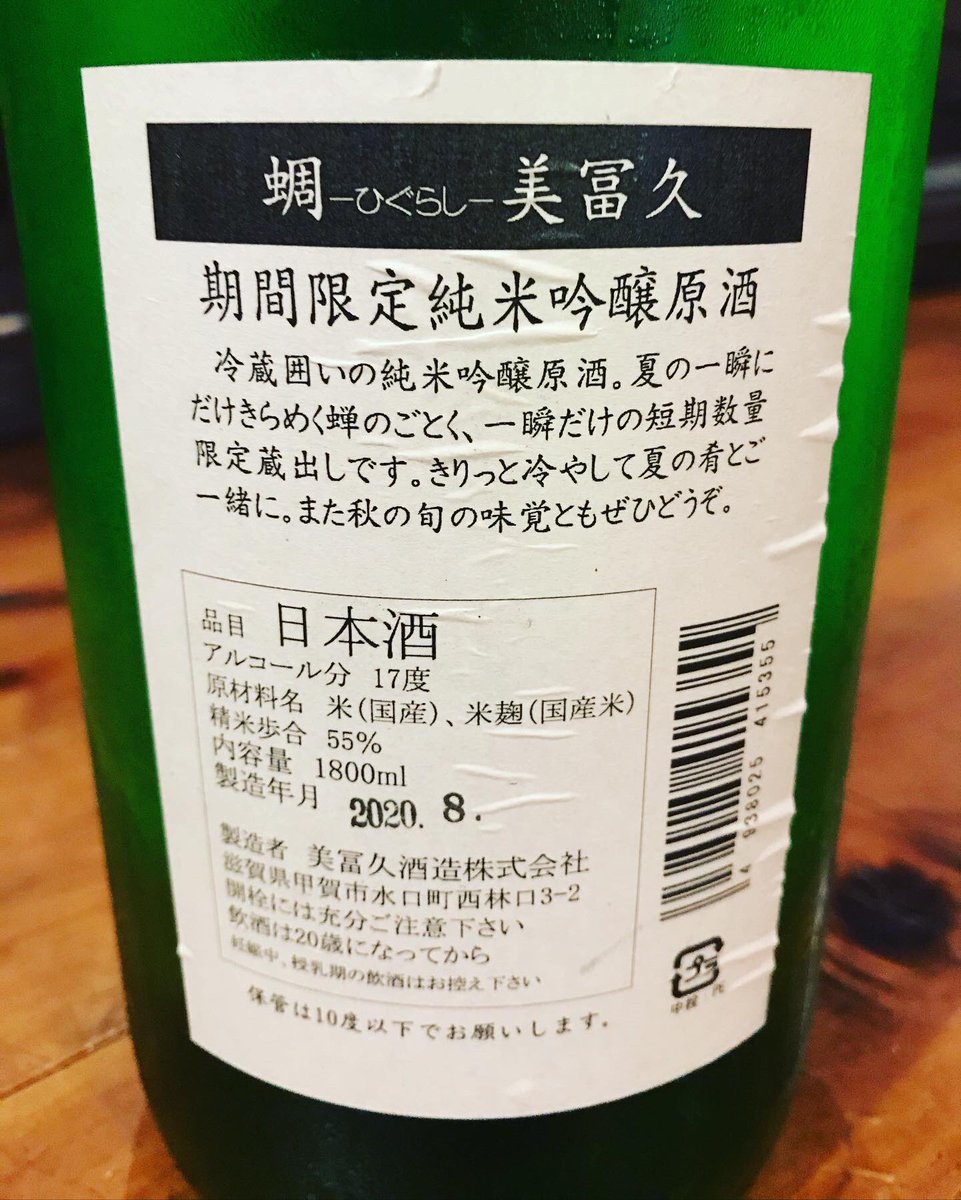 蜩-ひぐらし-美冨久
期間限定純米吟醸原酒
冷蔵囲いの純米吟醸原酒。夏の一瞬に
だけきらめく蝉のごとく、一瞬だけの短期数量
限定蔵出しです。きりっと冷やして夏の肴とご
一緒に。また秋の旬の味覚ともぜひどうぞ。
品目 日本酒
アルコール分 17度
原材料名 米(国産)、米麹(国産米)
精米歩合 55%
内容量 1800ml
製造年月 2020. 8.
製造者 美冨久酒造株式会社
滋賀県甲賀市水口町西林口3-2
開栓には充分ご注意下さい
飲酒は20歳になってから
妊娠中、授乳期の飲酒はお控え下さい
保管は10度以下でお願いします。
4 938025 415355